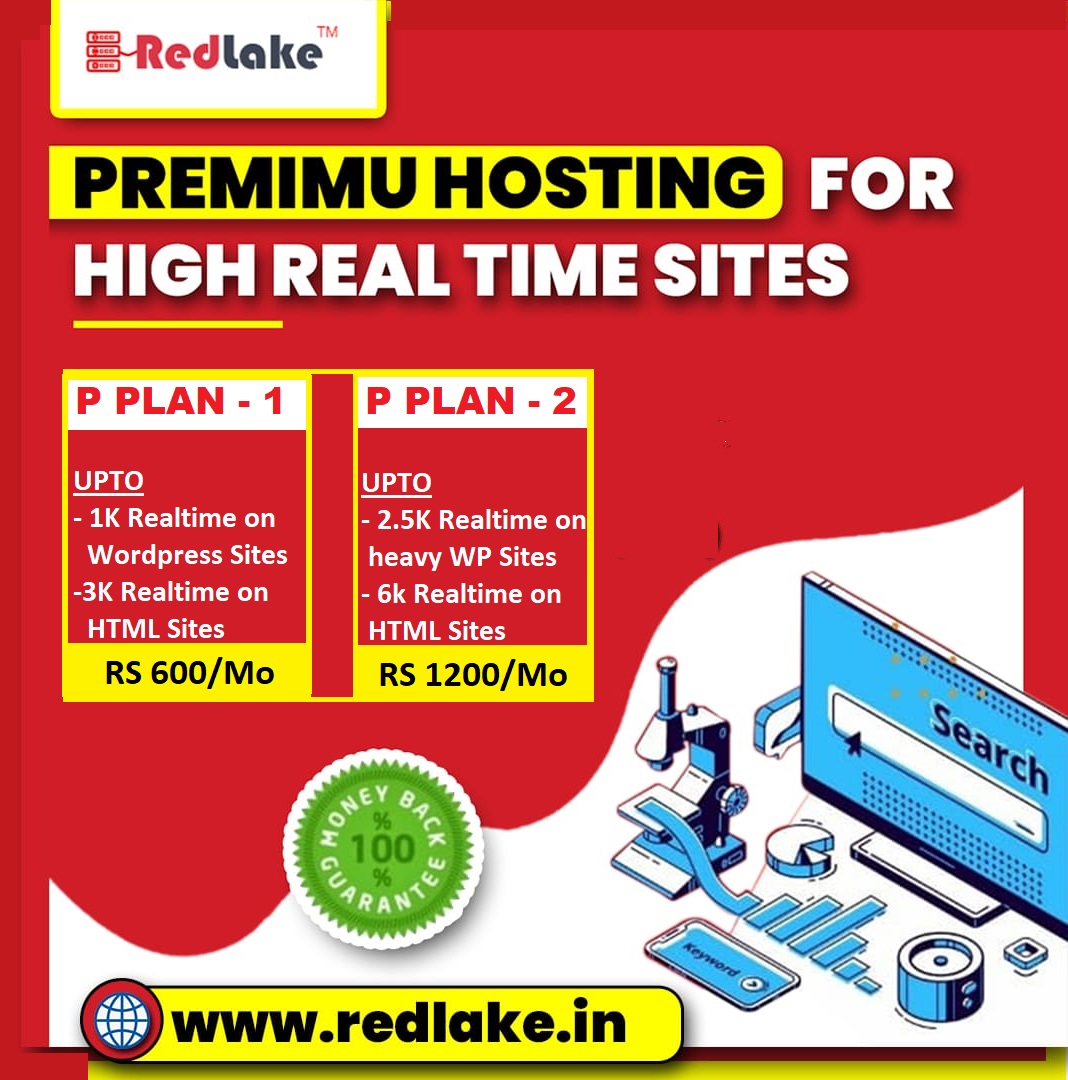 RedLake™
PREMIMU HOSTING FOR
HIGH REAL TIME SITES
P PLAN - 1
UPTO
- 1K Realtime on
Wordpress Sites
-3K Realtime on
HTML Sites
RS 600/Mo
P PLAN - 2
UPTO
- 2.5K Realtime on
heavy WP Sites
- 6k Realtime on
HTML Sites
RS 1200/Mo
Search
MONEY BACK
%
100
%
GUARANTEE
Keyword
www.redlake.in